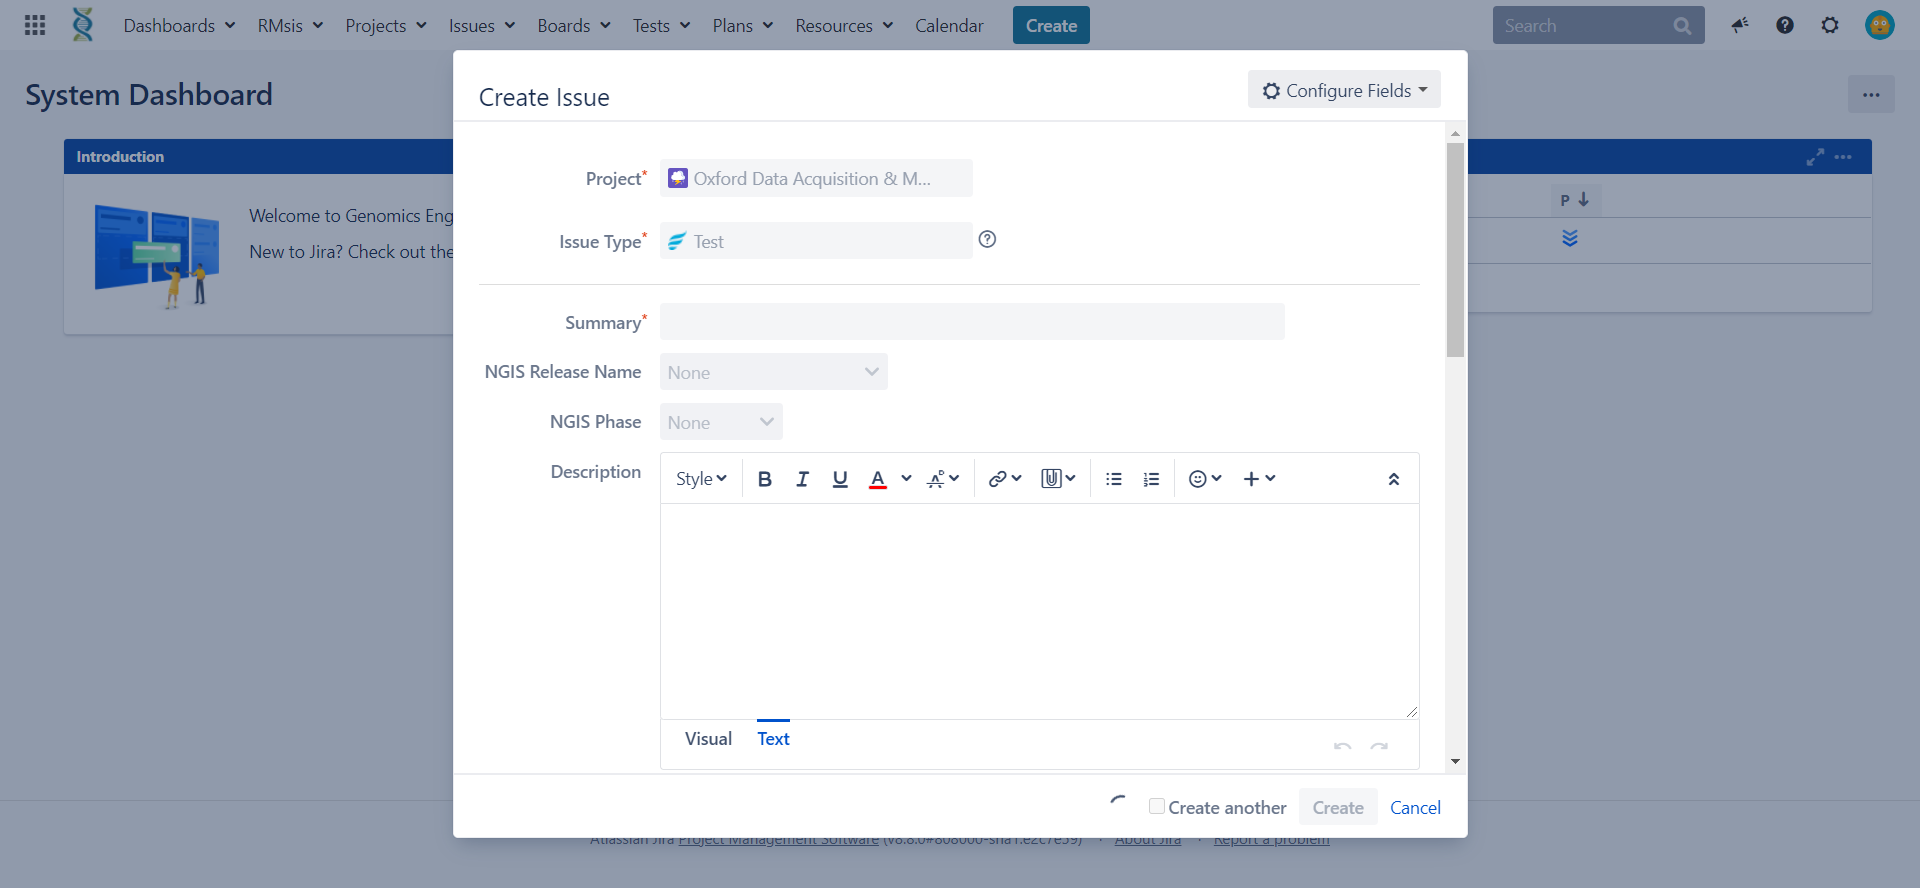 Dashboards RMsis Projects Issues Boards Tests Plans Resources Calendar Create Search
System Dashboard
Introduction
Welcome to Genomics Eng
New to Jira? Check out the
P
Create Issue
Configure Fields
Project*
Oxford Data Acquisition & M...
Issue Type*
Test
Summary*
NGIS Release Name
None
NGIS Phase
None
Description
Style B I U A
Visual Text
Create another Create Cancel
Atlassian Jira Project Management Software (v8.8.0#808000-sha1:e2c7e59) · About Jira · Report a problem